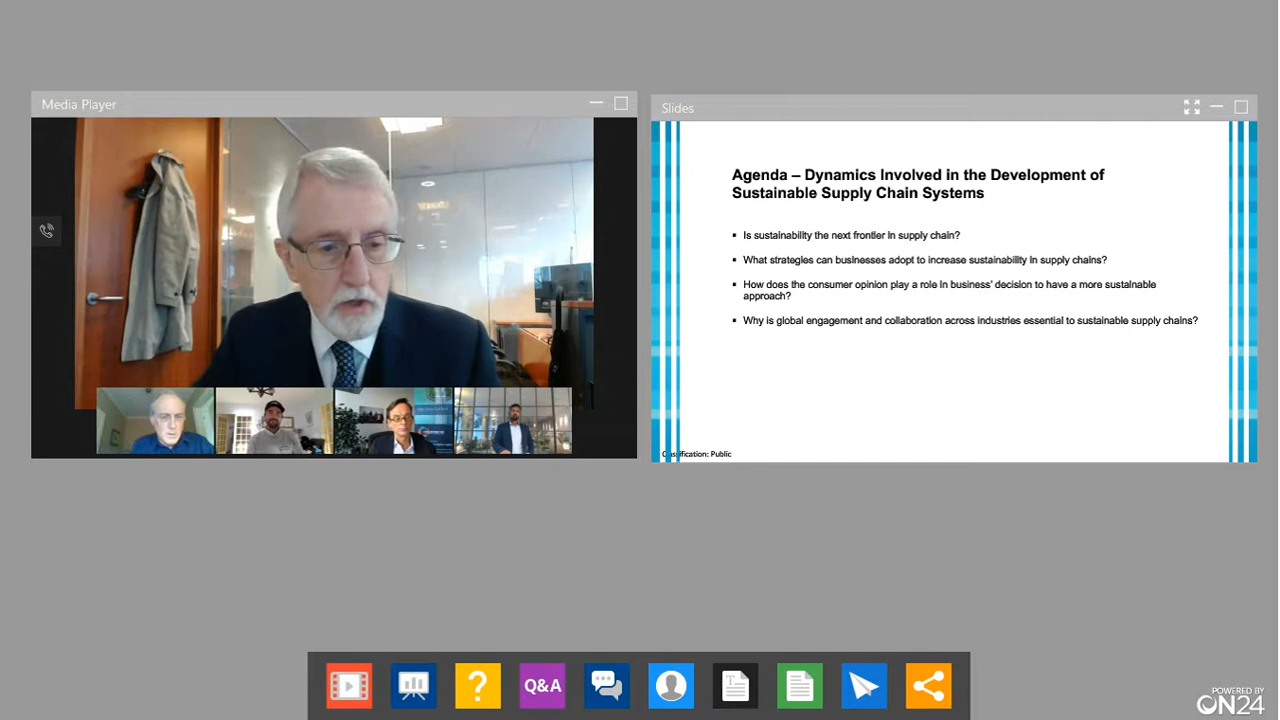 Media Player
Slides
Agenda – Dynamics Involved in the Development of
Sustainable Supply Chain Systems
▪ Is sustainability the next frontier in supply chain?
▪ What strategies can businesses adopt to increase sustainability in supply chains?
▪ How does the consumer opinion play a role in business' decision to have a more sustainable
approach?
▪ Why is global engagement and collaboration across industries essential to sustainable supply chains?
Classification: Public
?
Q&A
T
POWERED BY
ON24